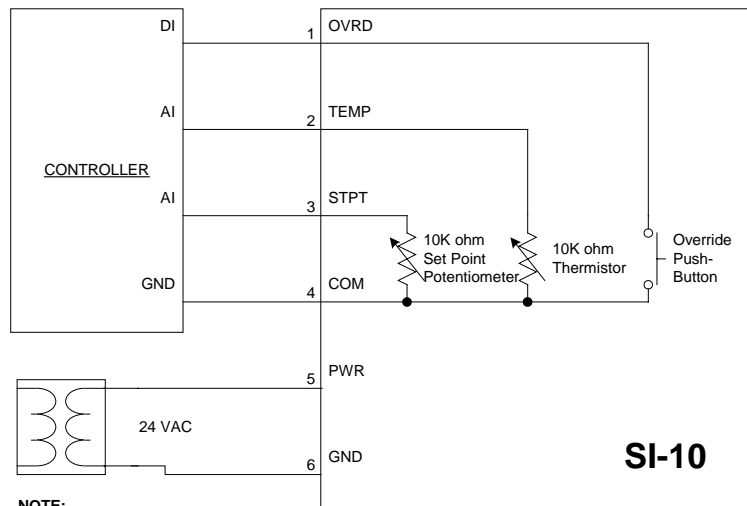 DI
1
OVRD
AI
2
TEMP
CONTROLLER
AI
3
STPT
10K ohm
Set Point
Potentiometer
10K ohm
Thermistor
Override
Push-
Button
GND
4
COM
5
PWR
24 VAC
6
GND
SI-10
NOTE: